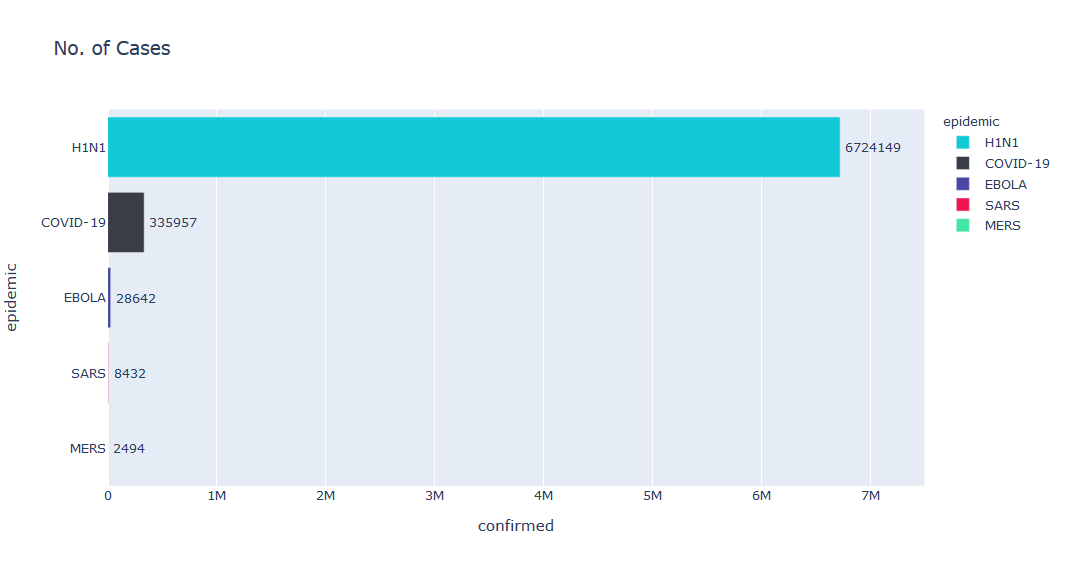 No. of Cases
epidemic
H1N1
COVID-19
EBOLA
SARS
MERS
6724149
335957
28642
8432
2494
0 1M 2M 3M 4M 5M 6M 7M
confirmed
epidemic
H1N1
COVID-19
EBOLA
SARS
MERS